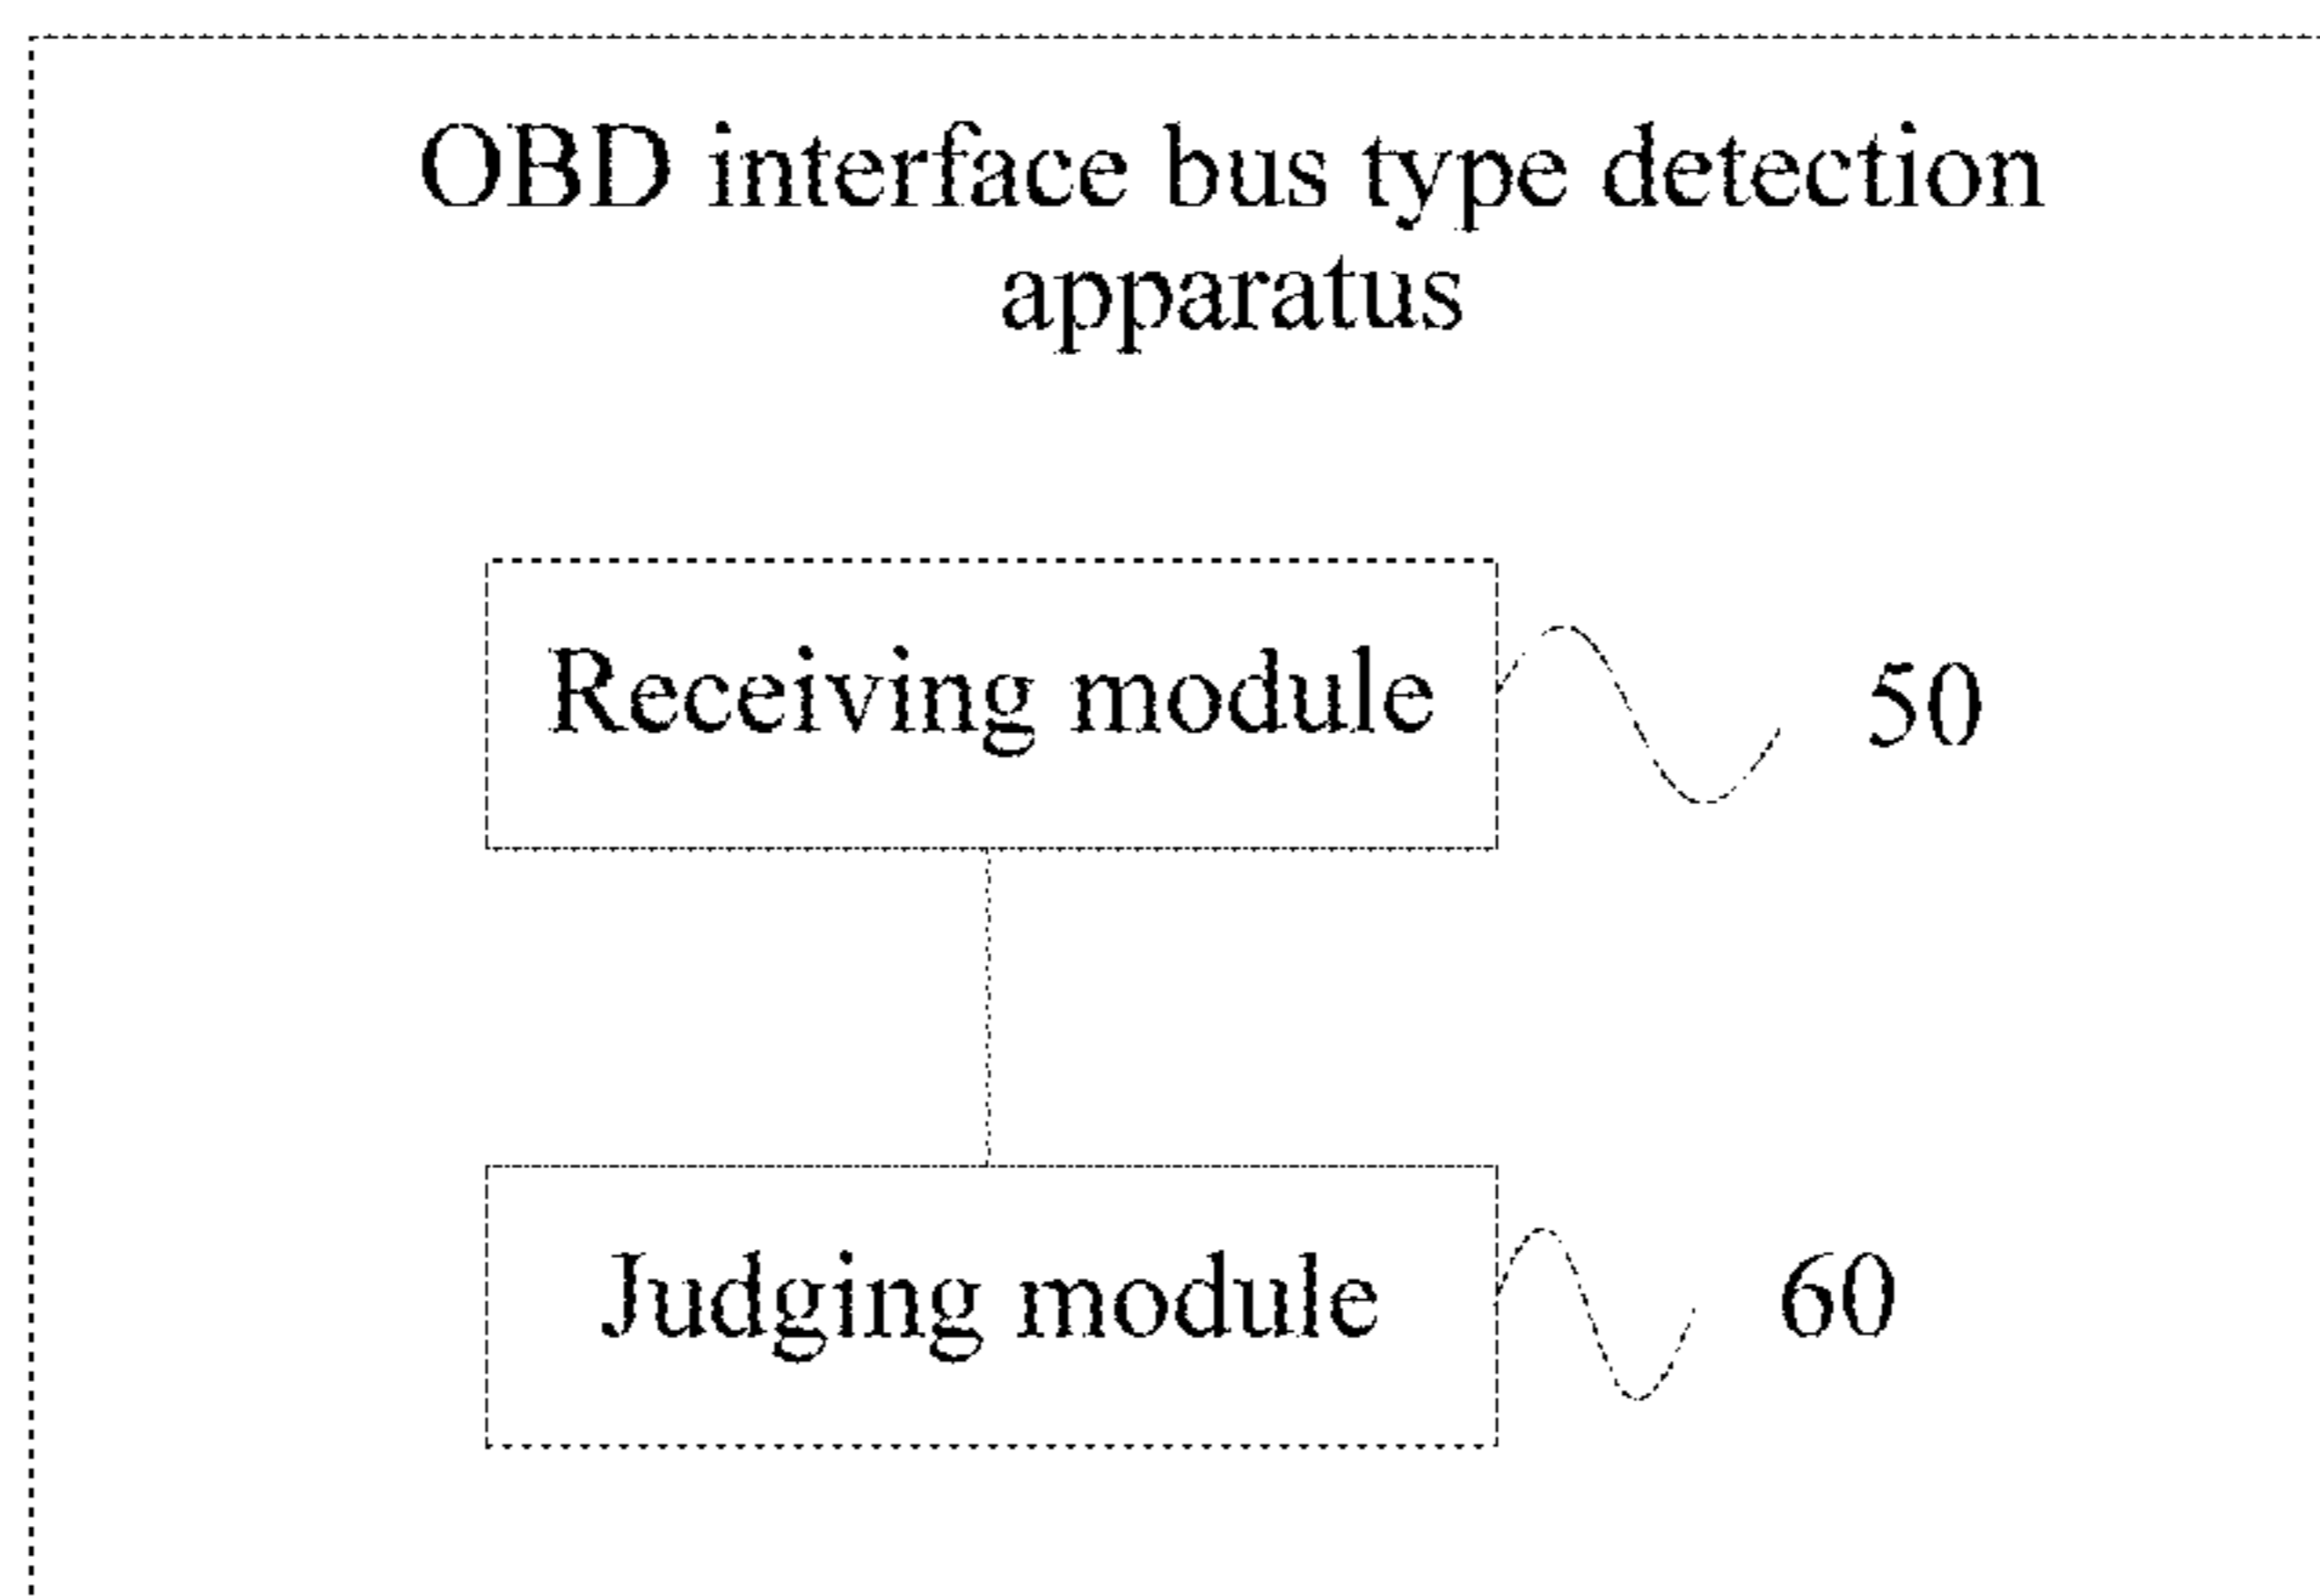 OBD interface bus type detection
apparatus
Receiving module
50
Judging module
60